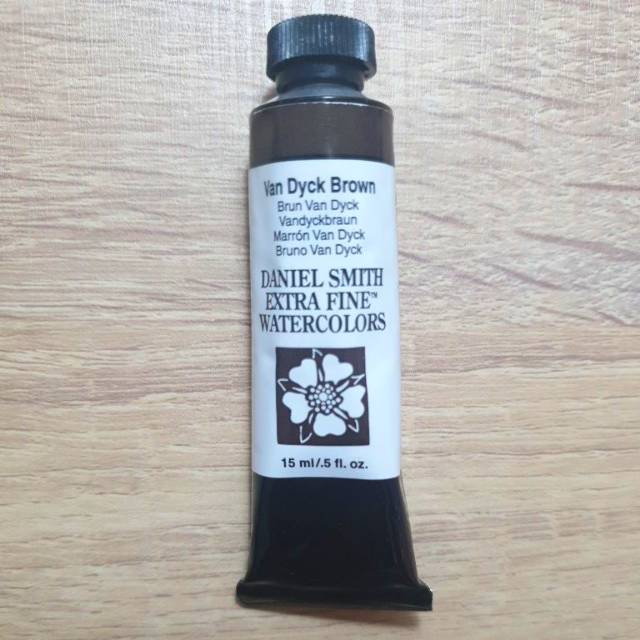 Van Dyck Brown
Brun Van Dyck
Vandyckbraun
Marrón Van Dyck
Bruno Van Dyck
DANIEL SMITH
EXTRA FINE™
WATERCOLORS
15 ml/.5 fl. oz.